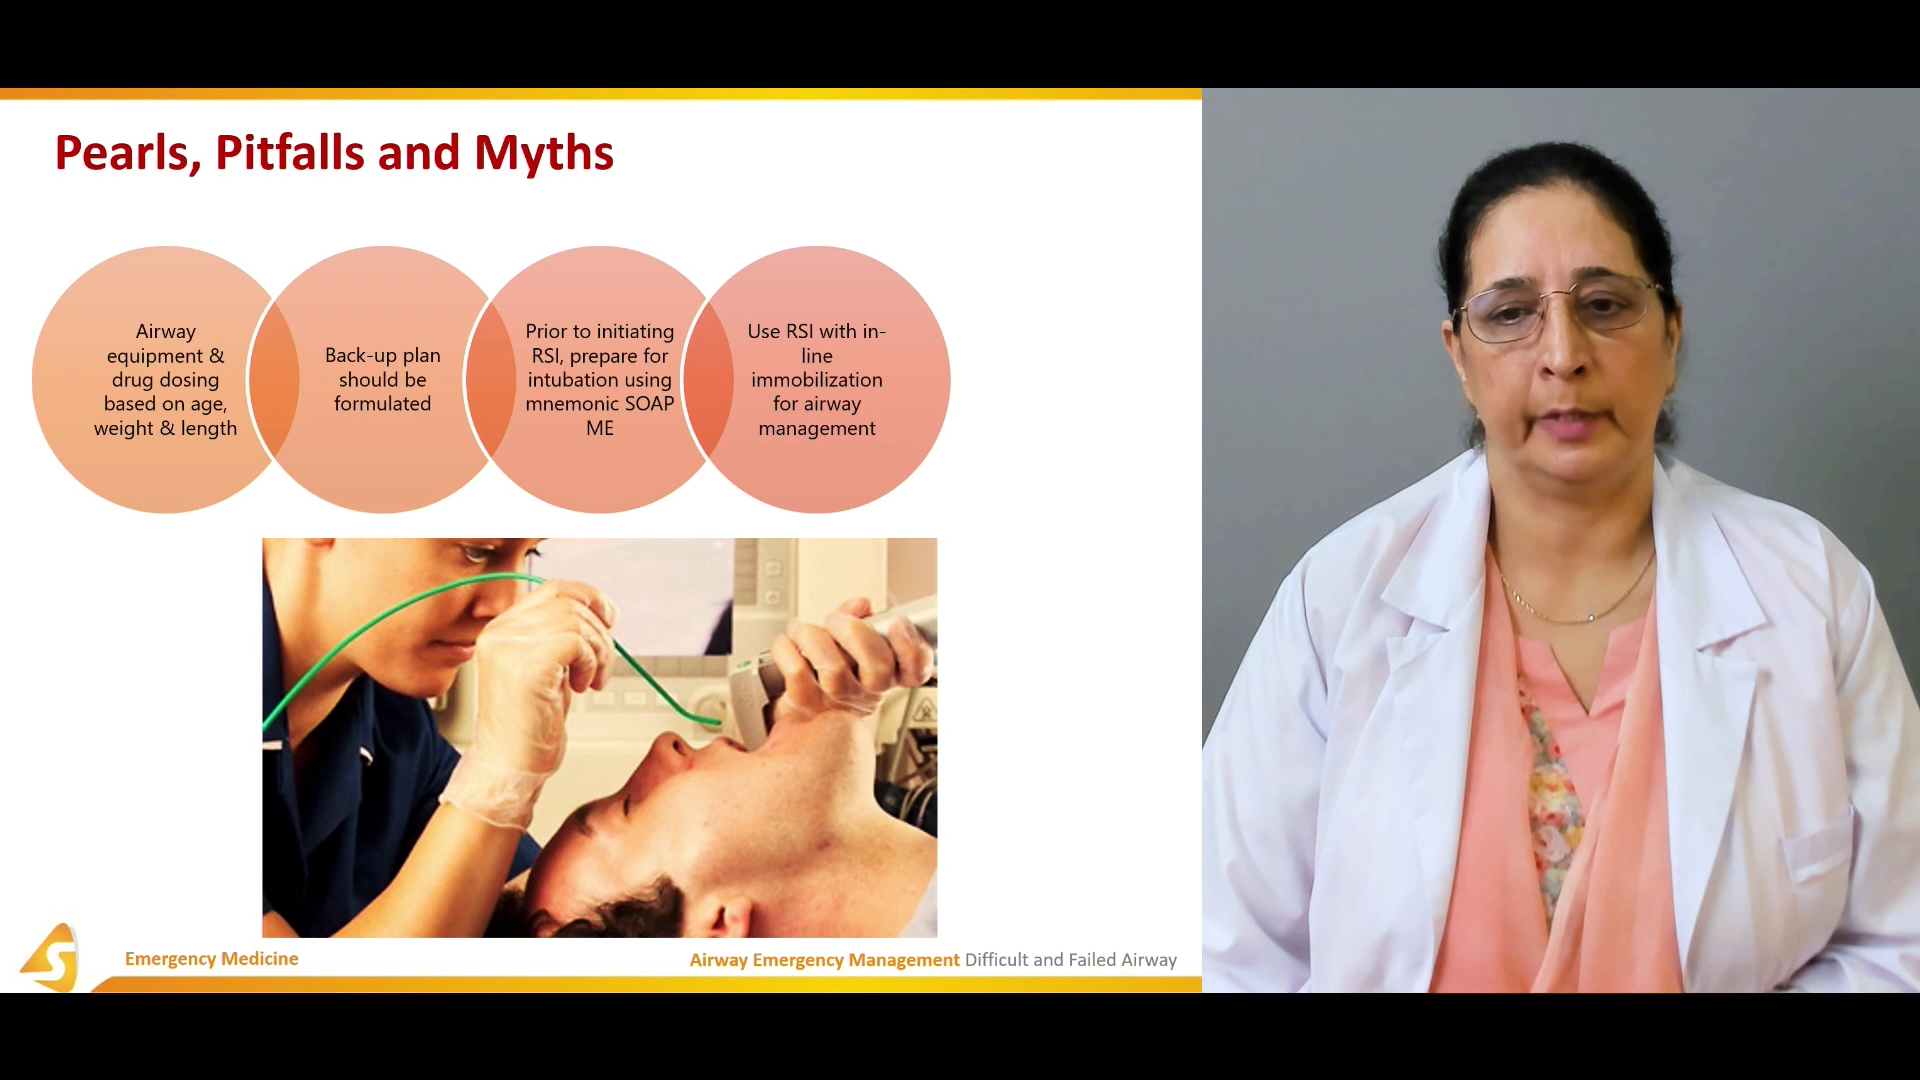 Pearls, Pitfalls and Myths
Airway
equipment &
drug dosing
based on age,
weight & length
Back-up plan
should be
formulated
Prior to initiating
RSI, prepare for
intubation using
mnemonic SOAP
ME
Use RSI with in-
line
immobilization
for airway
management
S
Emergency Medicine
Airway Emergency Management Difficult and Failed Airway